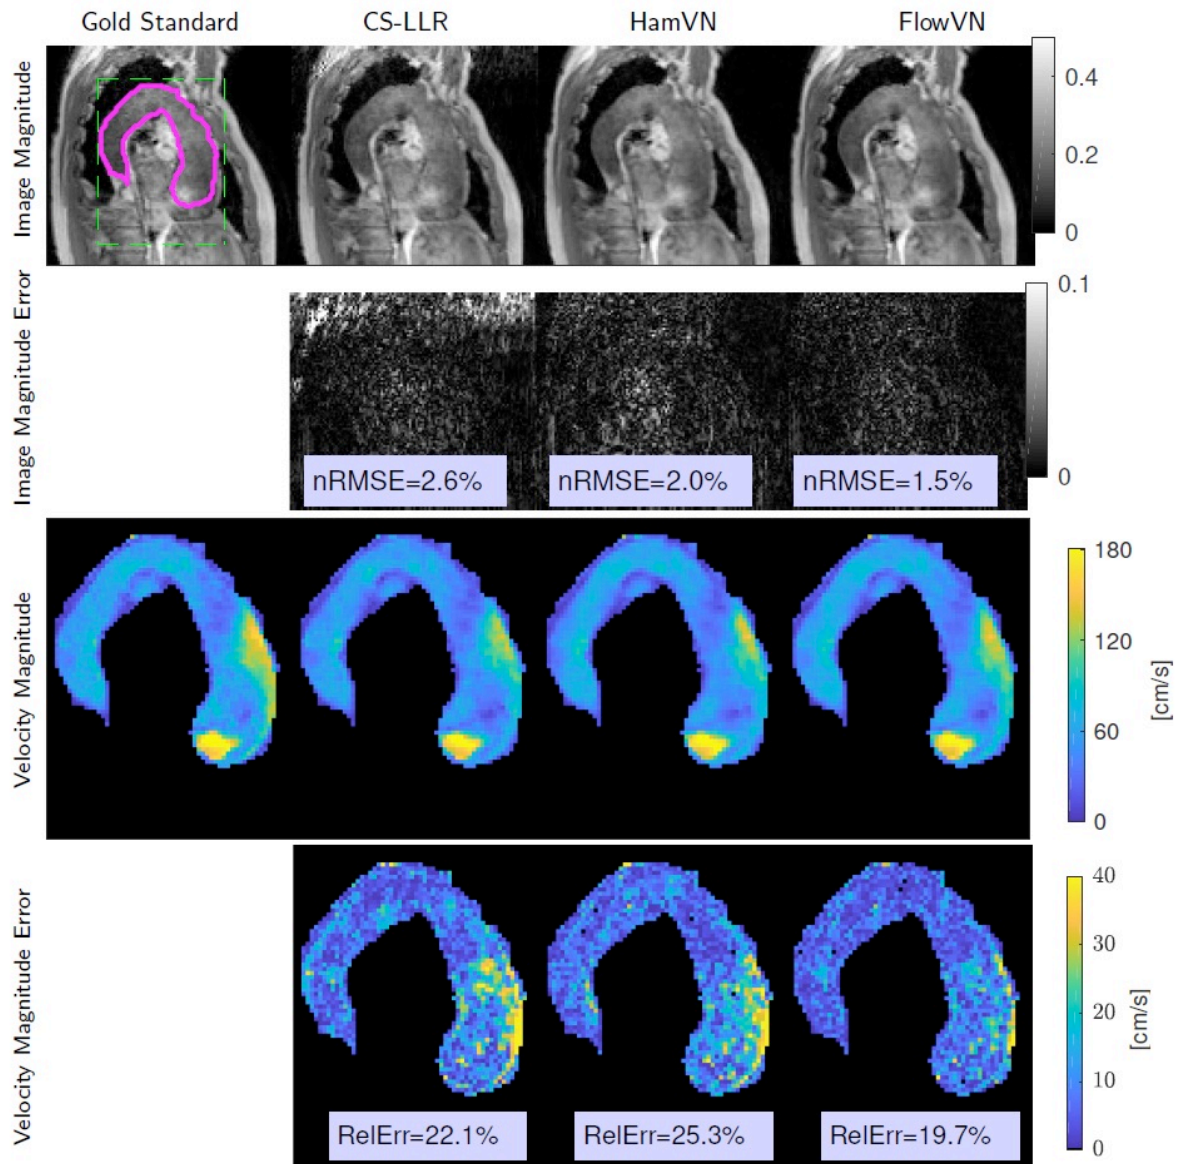 Gold Standard CS-LLR HamVN FlowVN
Image Magnitude
0.4
0.2
0
Image Magnitude Error
0.1
0
nRMSE=2.6% nRMSE=2.0% nRMSE=1.5%
Velocity Magnitude
180
120
60
0
[cm/s]
Velocity Magnitude Error
40
30
20
10
0
[cm/s]
RelErr=22.1% RelErr=25.3% RelErr=19.7%